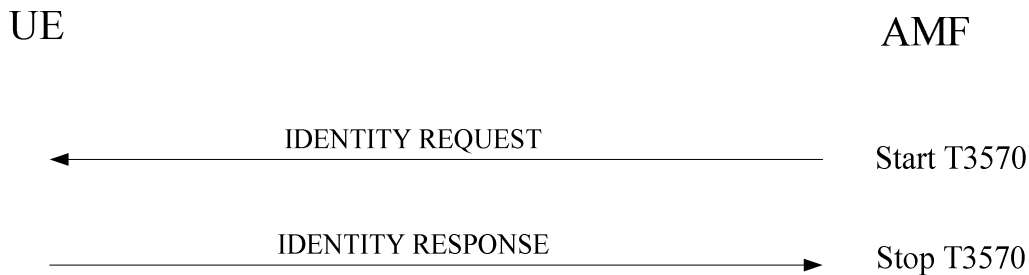 UE
AMF
IDENTITY REQUEST
Start T3570
IDENTITY RESPONSE
Stop T3570